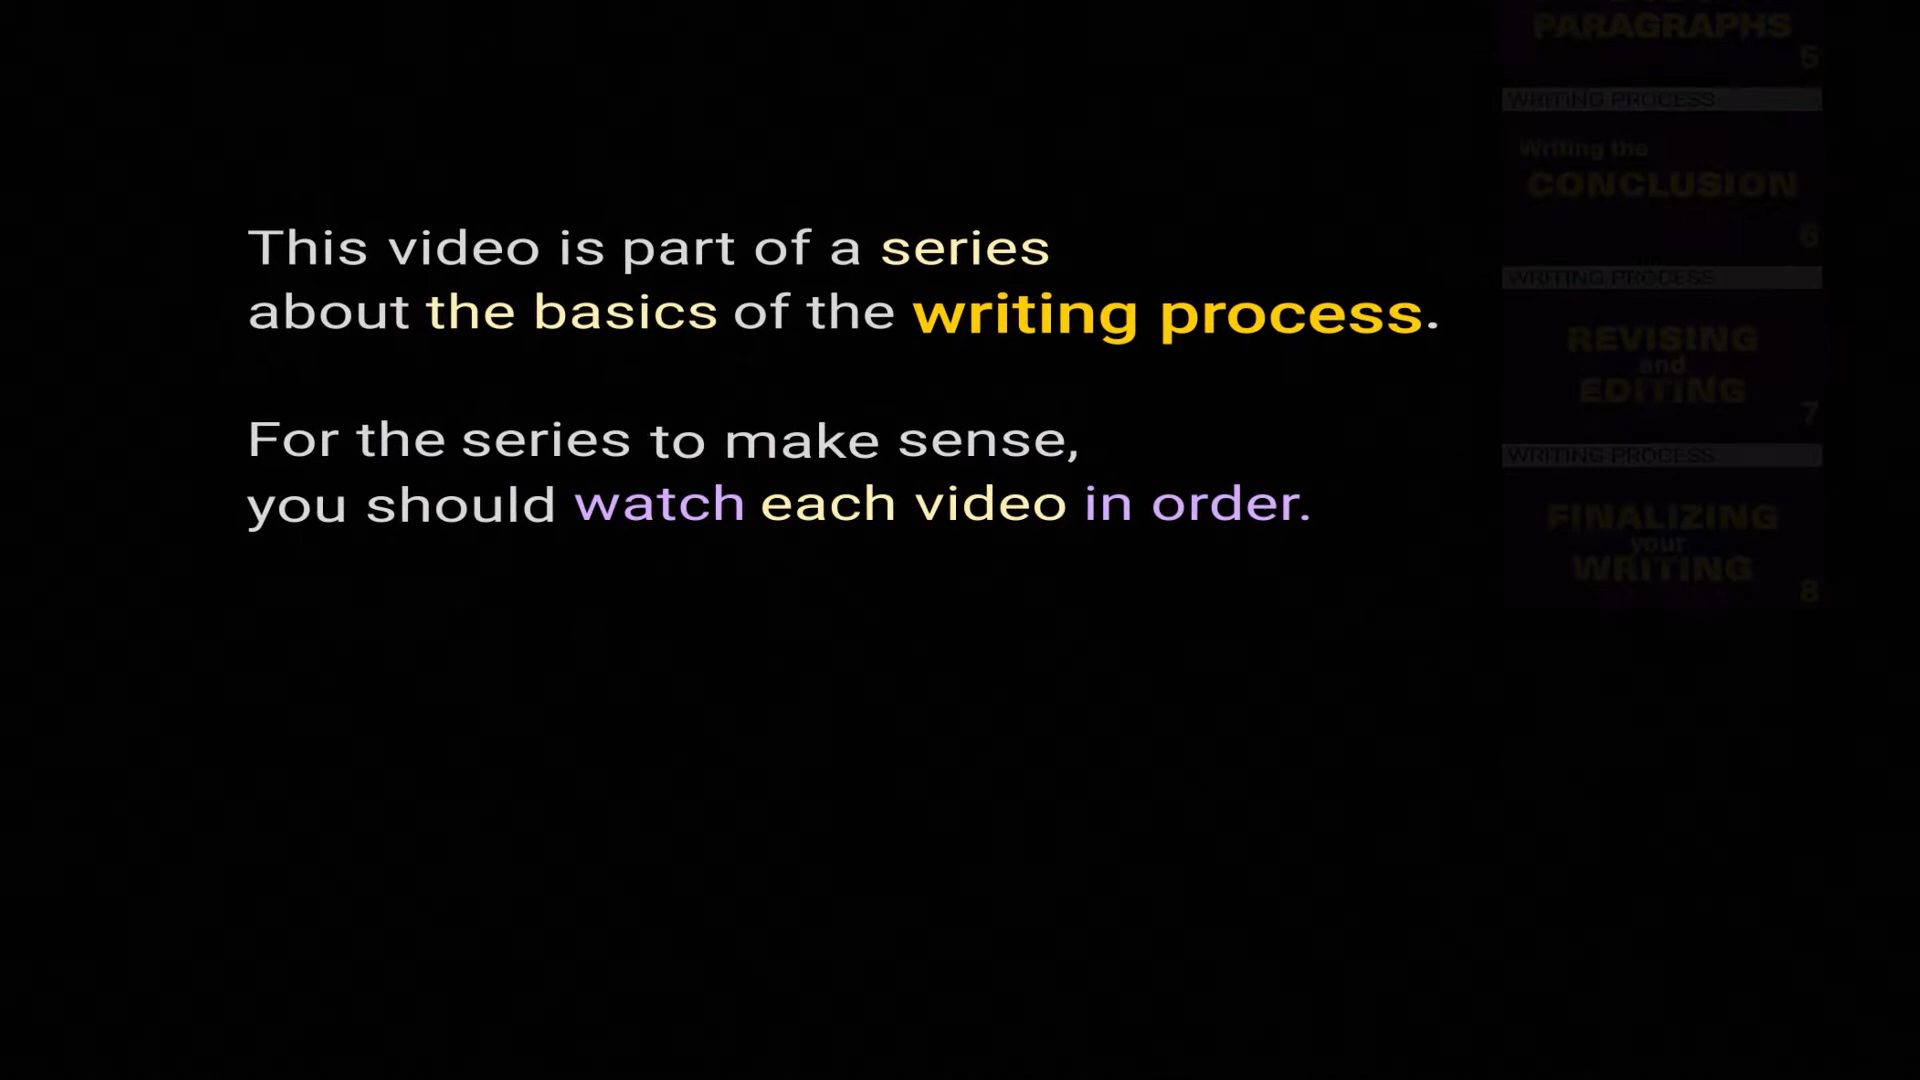 This video is part of a series
about the basics of the writing process.
For the series to make sense,
you should watch each video in order.
PARAGRAPHS
5
WRITING PROCESS
Writing the
CONCLUSION
6
WRITING PROCESS
REVISING
and
EDITING
7
WRITING PROCESS
FINALIZING
your
WRITING
8